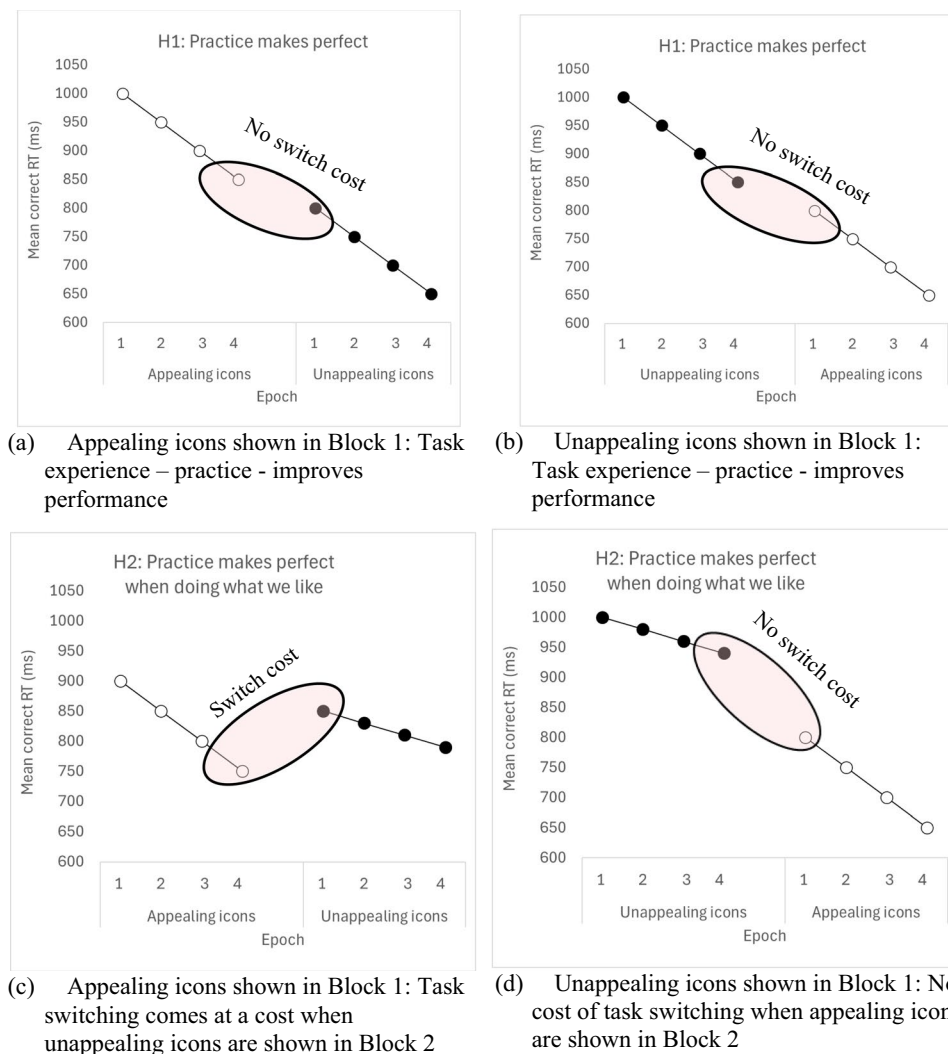 H1: Practice makes perfect
1050
1000
950
900
850
800
750
700
650
600
Mean correct RT (ms)
No switch cost
1 2 3 4 1 2 3 4
Appealing icons Unappealing icons
Epoch
(a) Appealing icons shown in Block 1: Task
experience – practice - improves
performance
H1: Practice makes perfect
1050
1000
950
900
850
800
750
700
650
600
Mean correct RT (ms)
No switch cost
1 2 3 4 1 2 3 4
Unappealing icons Appealing icons
Epoch
(b) Unappealing icons shown in Block 1:
Task experience – practice - improves
performance
H2: Practice makes perfect
when doing what we like
1050
1000
950
900
850
800
750
700
650
600
Mean correct RT (ms)
Switch cost
1 2 3 4 1 2 3 4
Appealing icons Unappealing icons
Epoch
(c) Appealing icons shown in Block 1: Task
switching comes at a cost when
unappealing icons are shown in Block 2
H2: Practice makes perfect
when doing what we like
1050
1000
950
900
850
800
750
700
650
600
Mean correct RT (ms)
No switch cost
1 2 3 4 1 2 3 4
Unappealing icons Appealing icons
Epoch
(d) Unappealing icons shown in Block 1: No
cost of task switching when appealing icon
are shown in Block 2